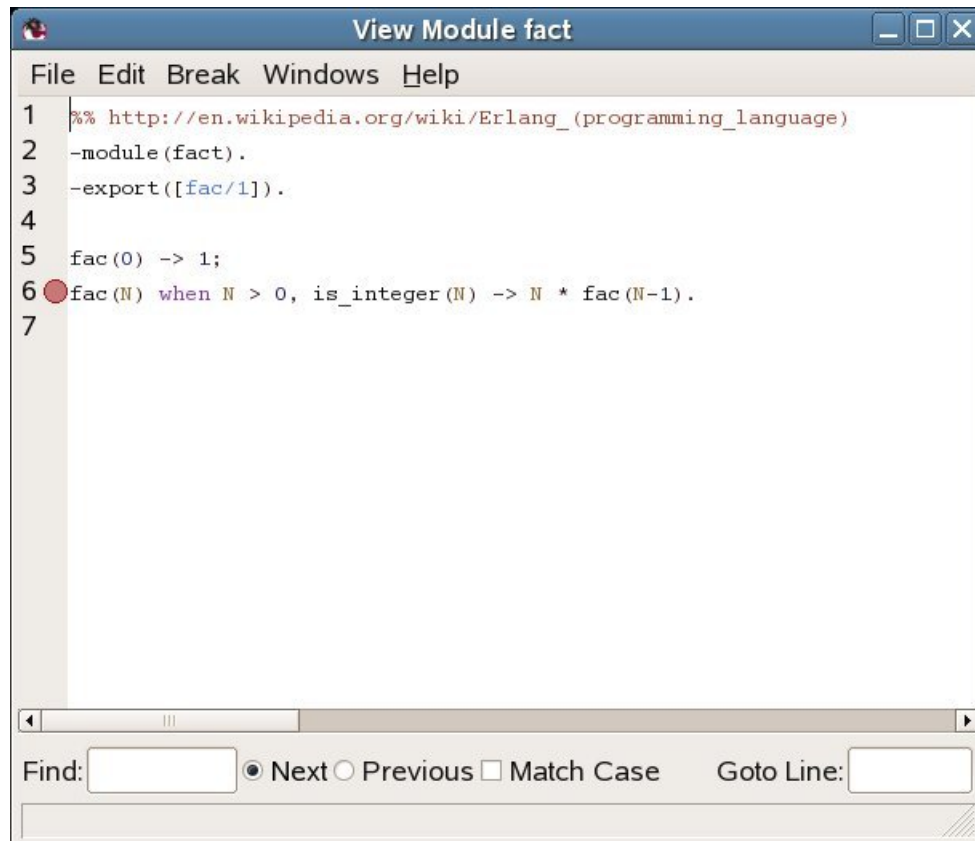 View Module fact
File Edit Break Windows Help
1 %% http://en.wikipedia.org/wiki/Erlang_(programming_language)
2 -module(fact).
3 -export([fac/1]).
4
5 fac(0) -> 1;
6 fac(N) when N > 0, is_integer(N) -> N * fac(N-1).
7
Find: Next Previous Match Case Goto Line: